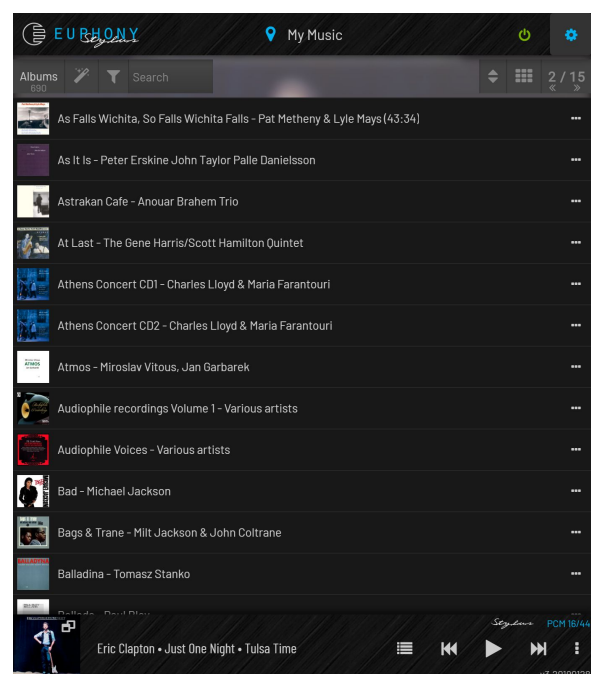 EUPHONY
Stylus
My Music
Albums
690
Search
2 / 15
As Falls Wichita, So Falls Wichita Falls - Pat Metheny & Lyle Mays (43:34)
As It Is - Peter Erskine John Taylor Palle Danielsson
Astrakan Cafe - Anouar Brahem Trio
At Last - The Gene Harris/Scott Hamilton Quintet
Athens Concert CD1 - Charles Lloyd & Maria Farantouri
Athens Concert CD2 - Charles Lloyd & Maria Farantouri
ATMOS
Atmos - Miroslav Vitous, Jan Garbarek
Audiophile recordings Volume 1 - Various artists
Audiophile Voices - Various artists
Bad - Michael Jackson
Bags & Trane - Milt Jackson & John Coltrane
BALLADYNA
Balladina - Tomasz Stanko
Stylus
PCM 16/44
Eric Clapton • Just One Night • Tulsa Time